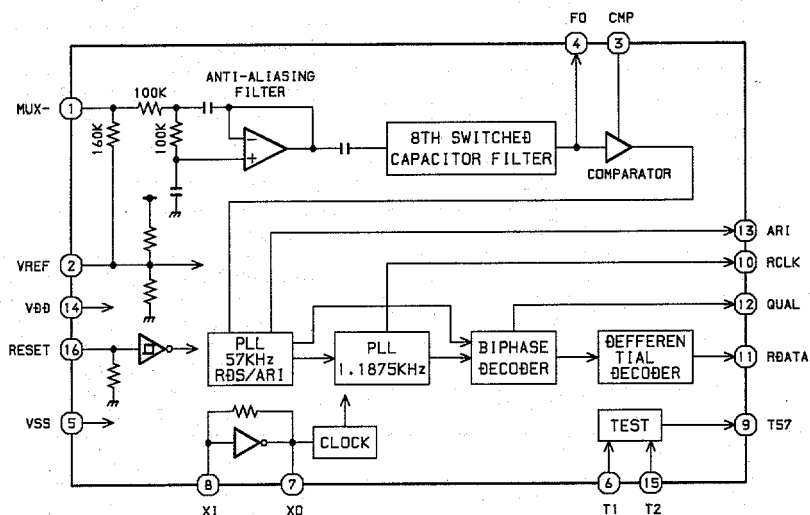 FO CMP
4 3
ANTI-ALIASING
FILTER
100K
MUX- 1
160K
100K
8TH SWITCHED
CAPACITOR FILTER
COMPARATOR
13 ARI
VREF 2
10 RCLK
VDD 14
12 QUAL
RESET 16
PLL
57KHz
RDS/ARI
PLL
1.1875KHz
BIPHASE
DECODER
DEFFEREN
TIAL
DECODER
11 RDATA
VSS 5
CLOCK
TEST
9 T57
8 7 6 15
XI XO T1 T2